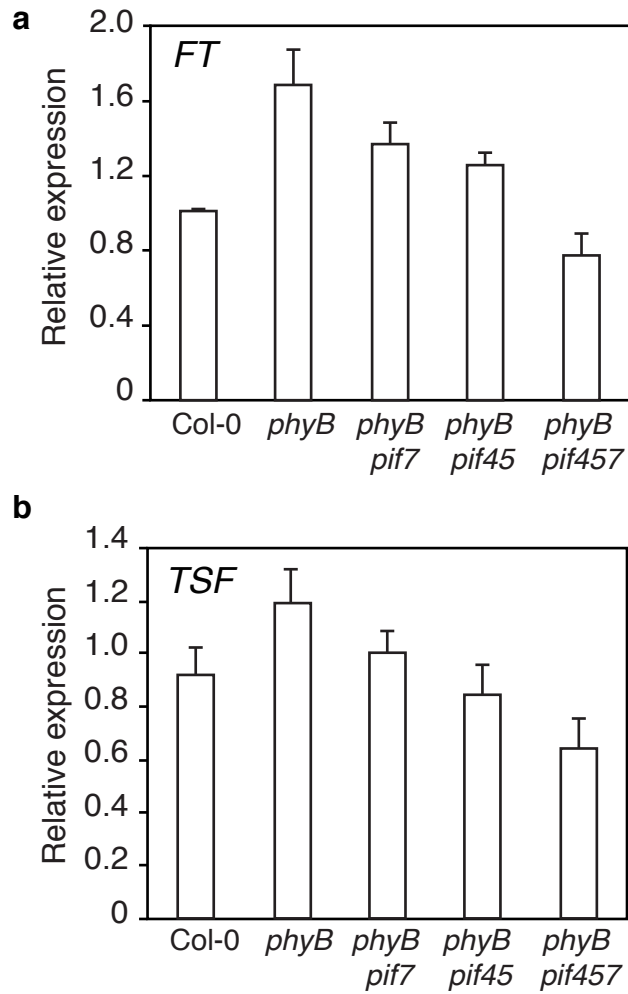 a
FT
Relative expression
2.0
1.6
1.2
0.8
0.4
0
Col-0 phyB phyB phyB phyB
pif7 pif45 pif457
b
TSF
Relative expression
1.4
1.2
1.0
0.8
0.6
0.4
0.2
0
Col-0 phyB phyB phyB phyB
pif7 pif45 pif457